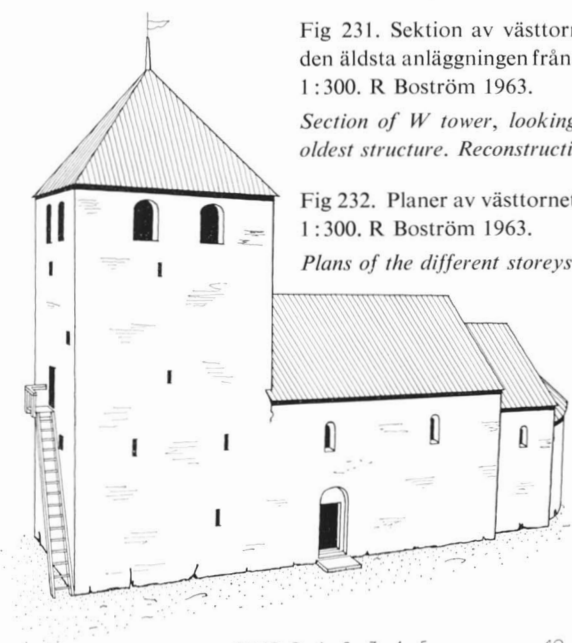 Fig 231. Sektion av västtorn
den äldsta anläggningen från
1:300. R Boström 1963.
Section of W tower, looking
oldest structure. Reconstructi
Fig 232. Planer av västtornet
1:300. R Boström 1963.
Plans of the different storeys